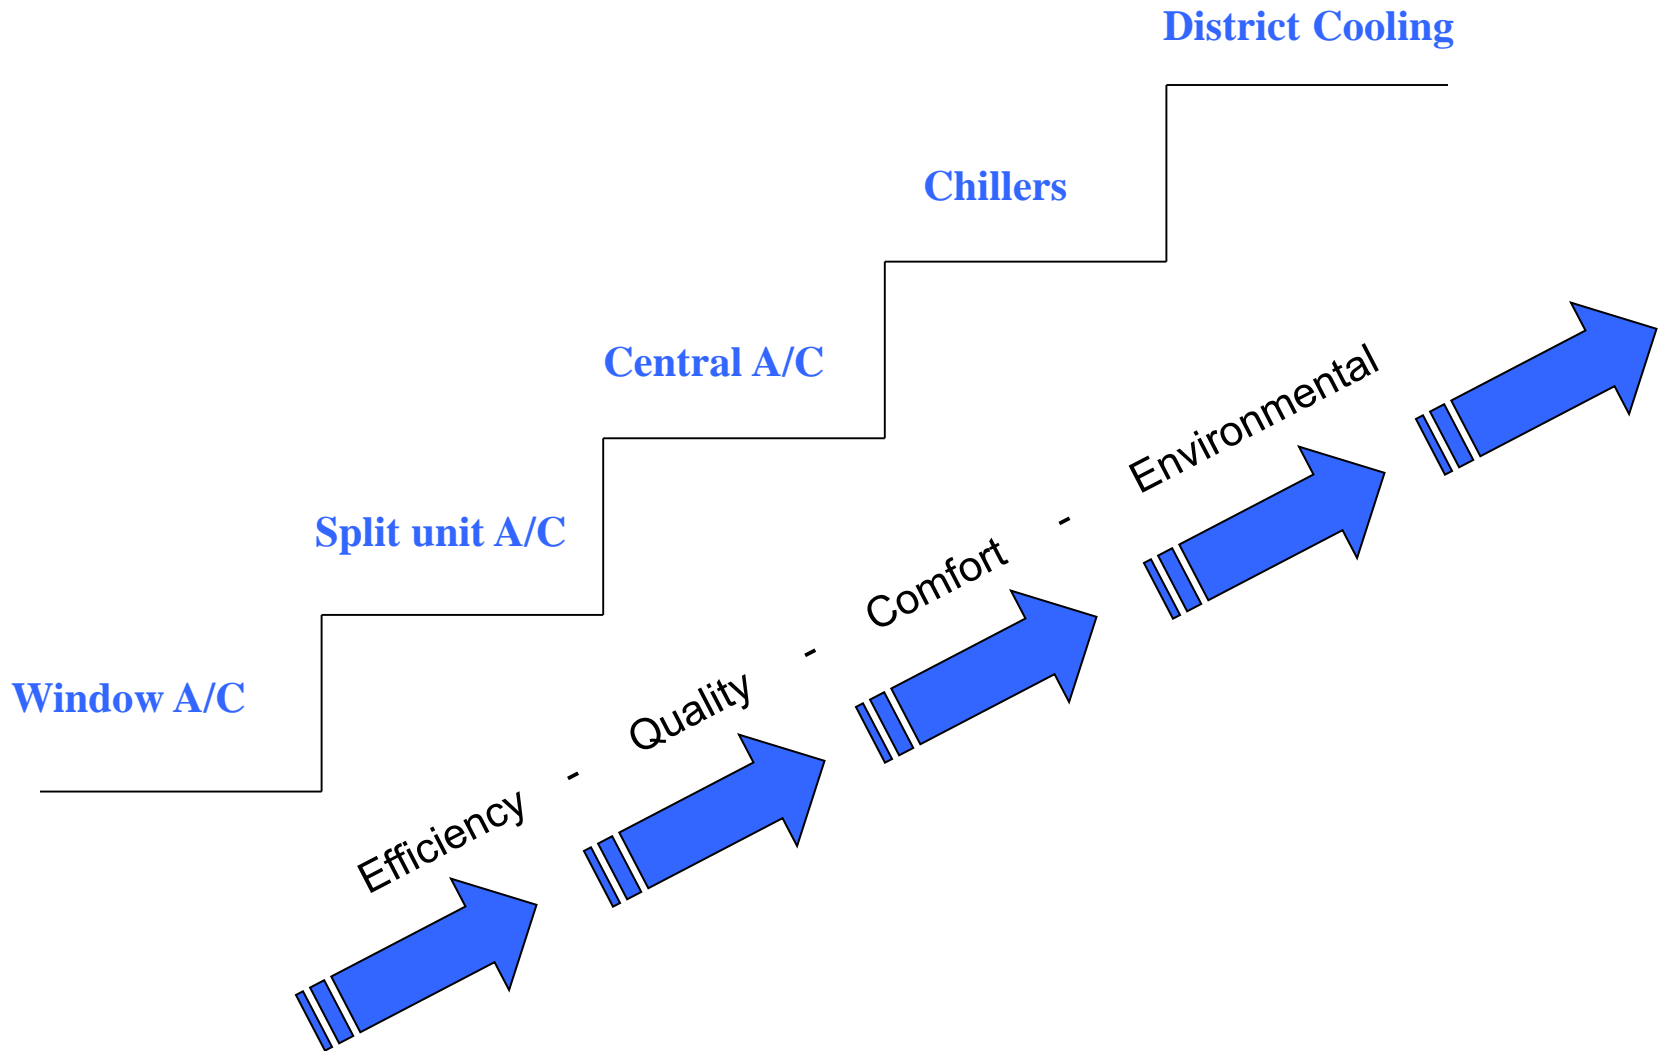 District Cooling
Chillers
Central A/C
Split unit A/C
Window A/C
Efficiency - Quality - Comfort - Environmental